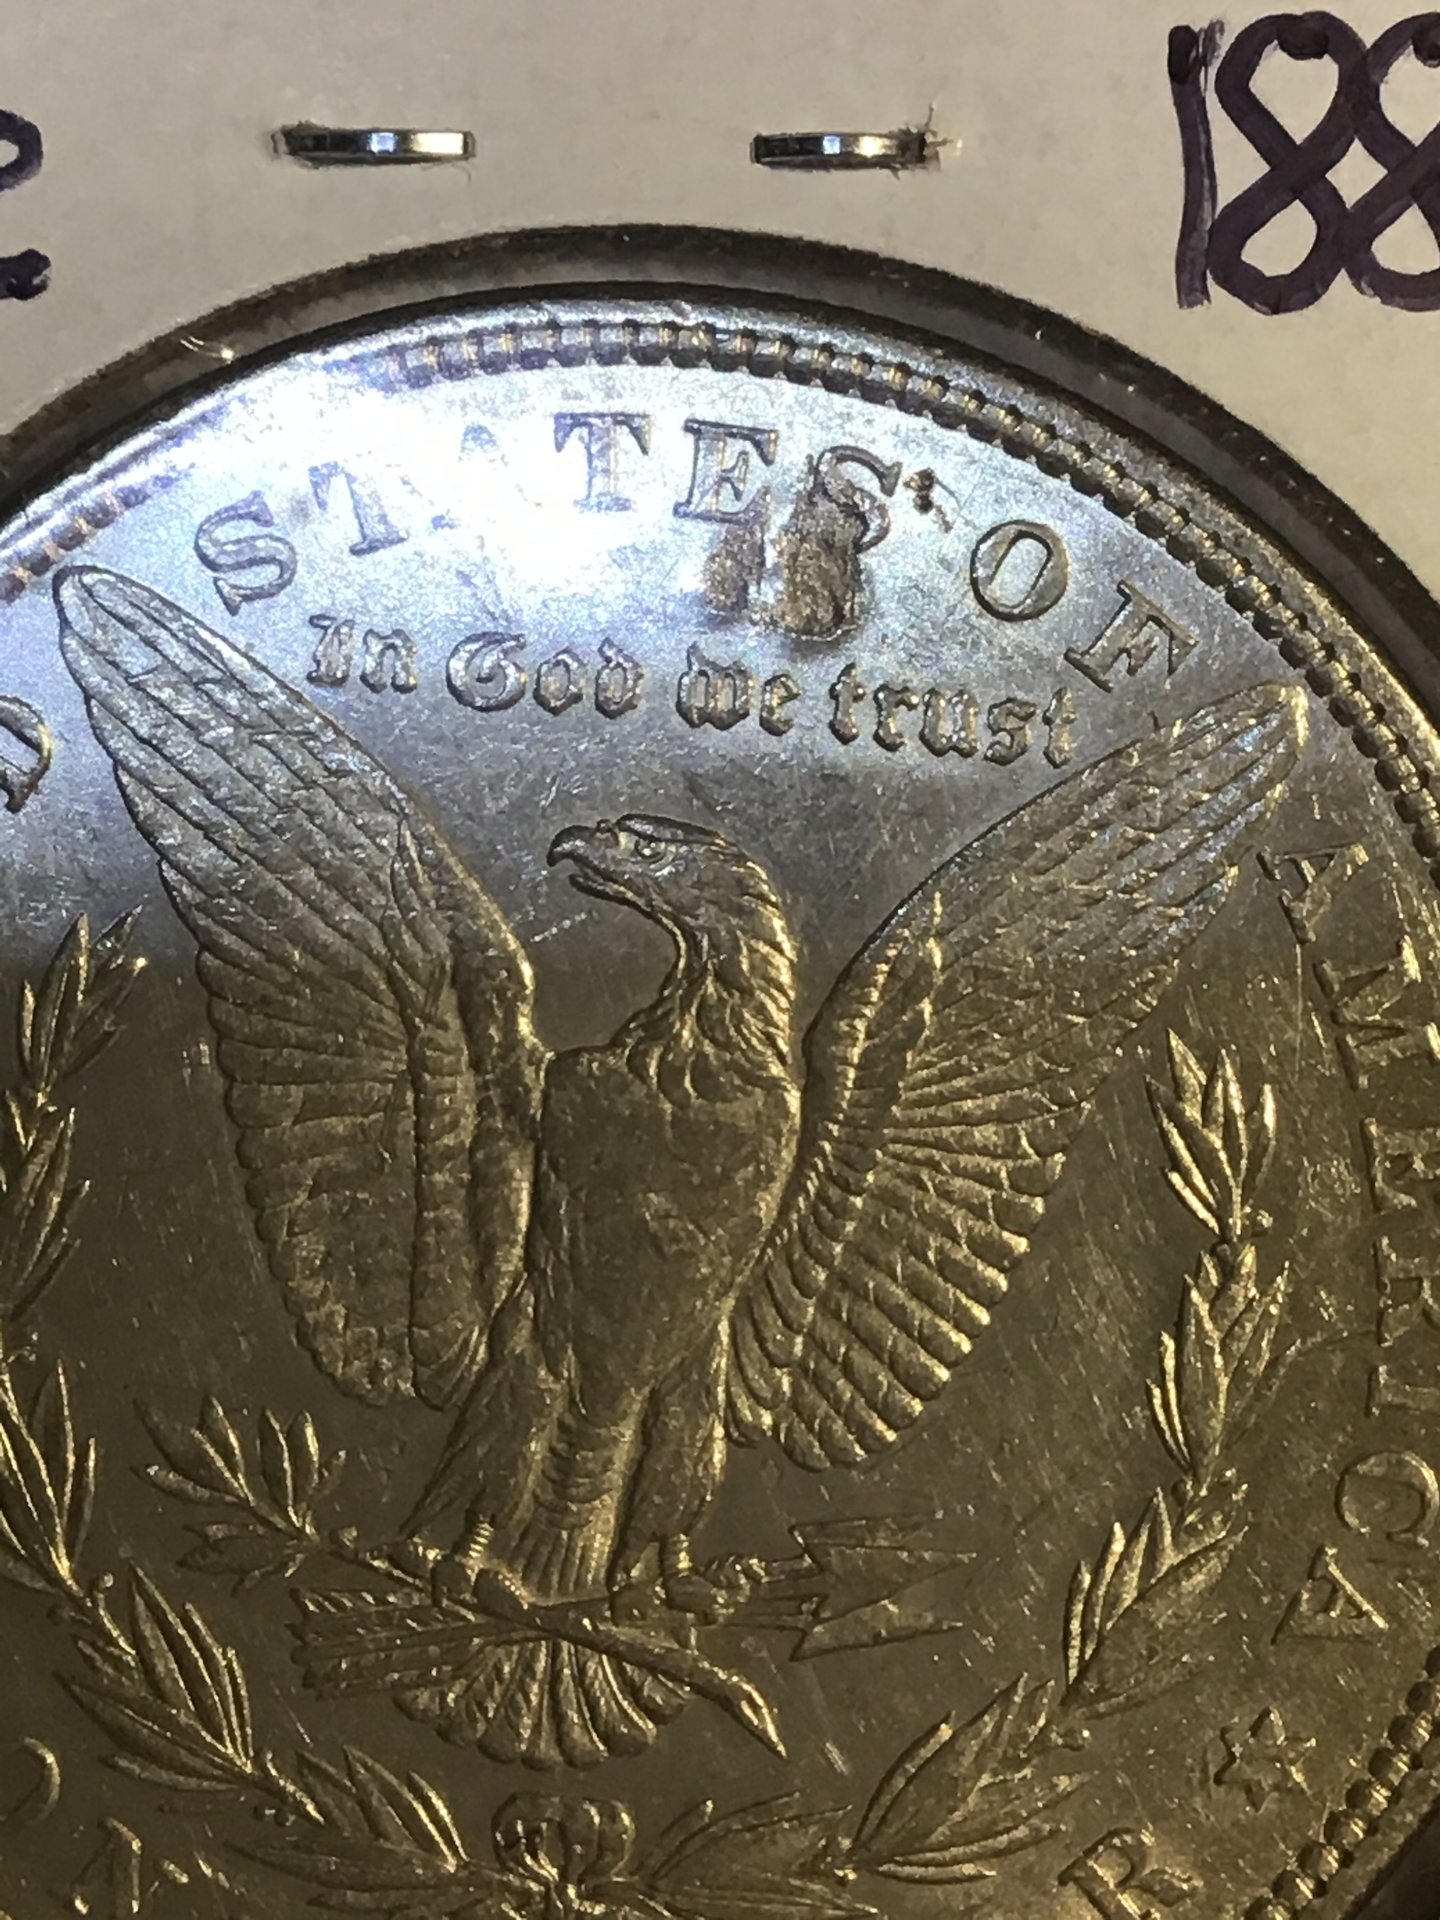 188
D STATES OF AMERICA
In God we trust
R